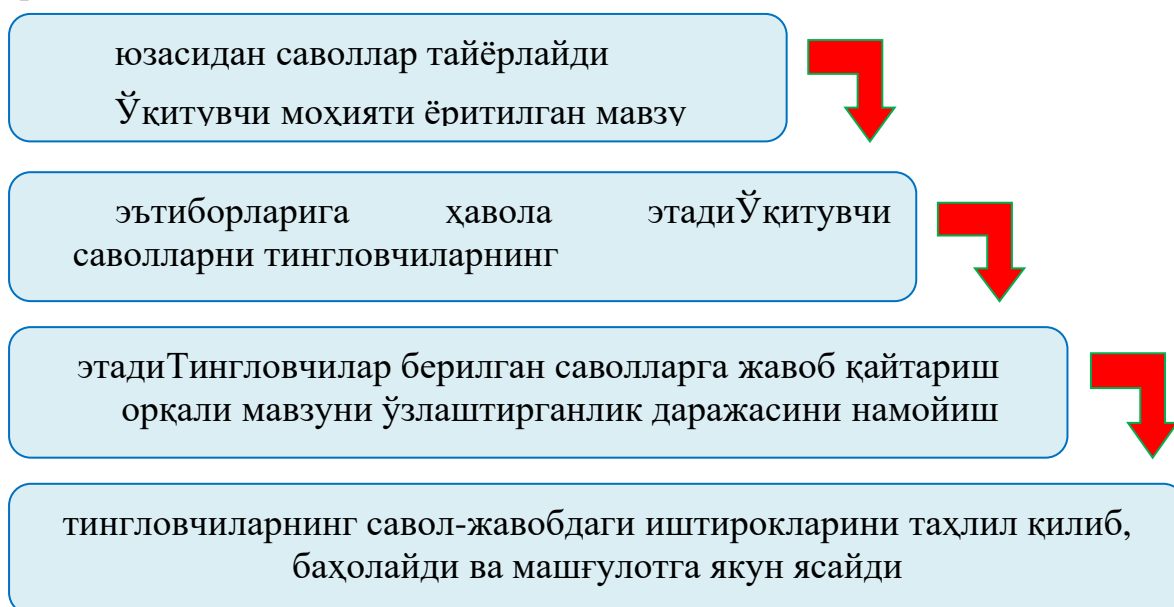 юзасидан саволлар тайёрлайди
Ўқитувчи моҳияти ёритилган мавзу
эътиборларига ҳавола этадиЎқитувчи
саволларни тингловчиларнинг
этадиТингловчилар берилган саволларга жавоб қайтариш
орқали мавзуни ўзлаштирганлик даражасини намойиш
тингловчиларнинг савол-жавобдаги иштирокларини таҳлил қилиб,
баҳолайди ва машғулотга якун ясайди